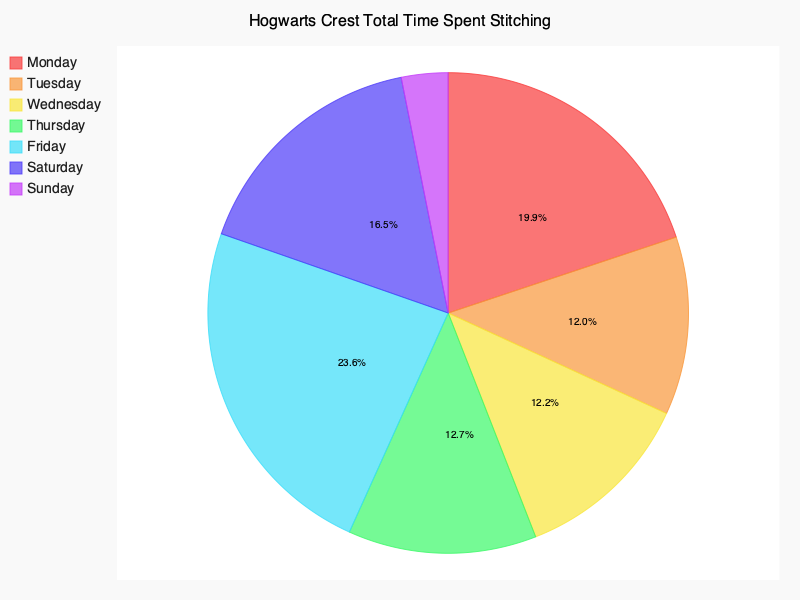 Hogwarts Crest Total Time Spent Stitching
Monday
Tuesday
Wednesday
Thursday
Friday
Saturday
Sunday
19.9%
12.0%
12.2%
12.7%
23.6%
16.5%